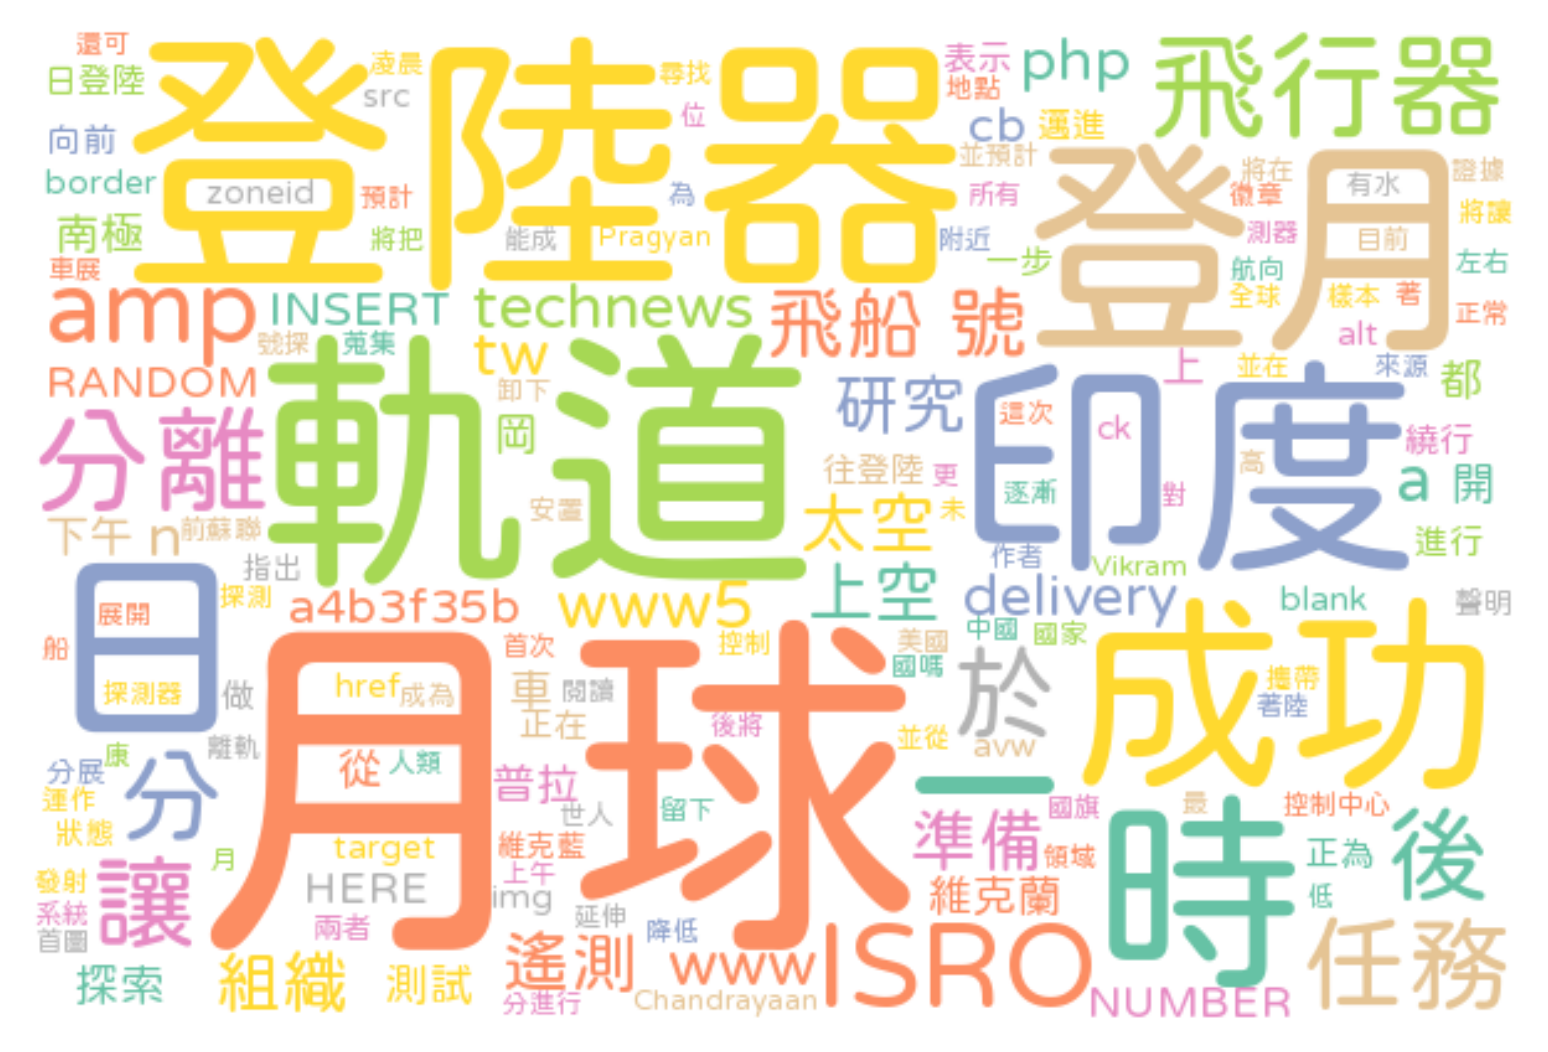 還可
日登陸
登陸器
凌晨
src
尋找
位
表示
地點
php
飛行器
cb
邁進
向前
border
zoneid
預計
為
並預計
所有
登月
將在
徽章
測器
有水
證據
將讓
目前
南極
將把
能成
Pragyan
附近
一步
車展
航向
全球
樣本
著
左右
正常
amp
INSERT
technews
飛船
號
alt
號探
蒐集
tw
上
並在
來源
都
RANDOM
軌道
卸下
研究
印度
這次
ck
繞行
分離
岡
往登陸
更
逐漸
對
高
a
開
安置
太空
未
下午
n
前蘇聯
指出
作者
Vikram
進行
日
展開
探測
a4b3f35b
www5
上空
delivery
blank
聲明
船
月球
首次
控制
美國
中國
國家
國嗎
成功
探測器
做
href
成為
車
閱讀
正在
後將
於
攜帶
著陸
康
離軌
並從
avw
分展
分
從
人類
普拉
一
運作
狀態
世人
留下
國旗
最
控制中心
準備
時
後
月
target
維克藍
領域
正為
發射
讓
HERE
上午
img
維克蘭
低
系統
首圖
兩者
延伸
降低
探索
組織
測試
遙測
www
ISRO
任務
分進行
Chandrayaan
NUMBER